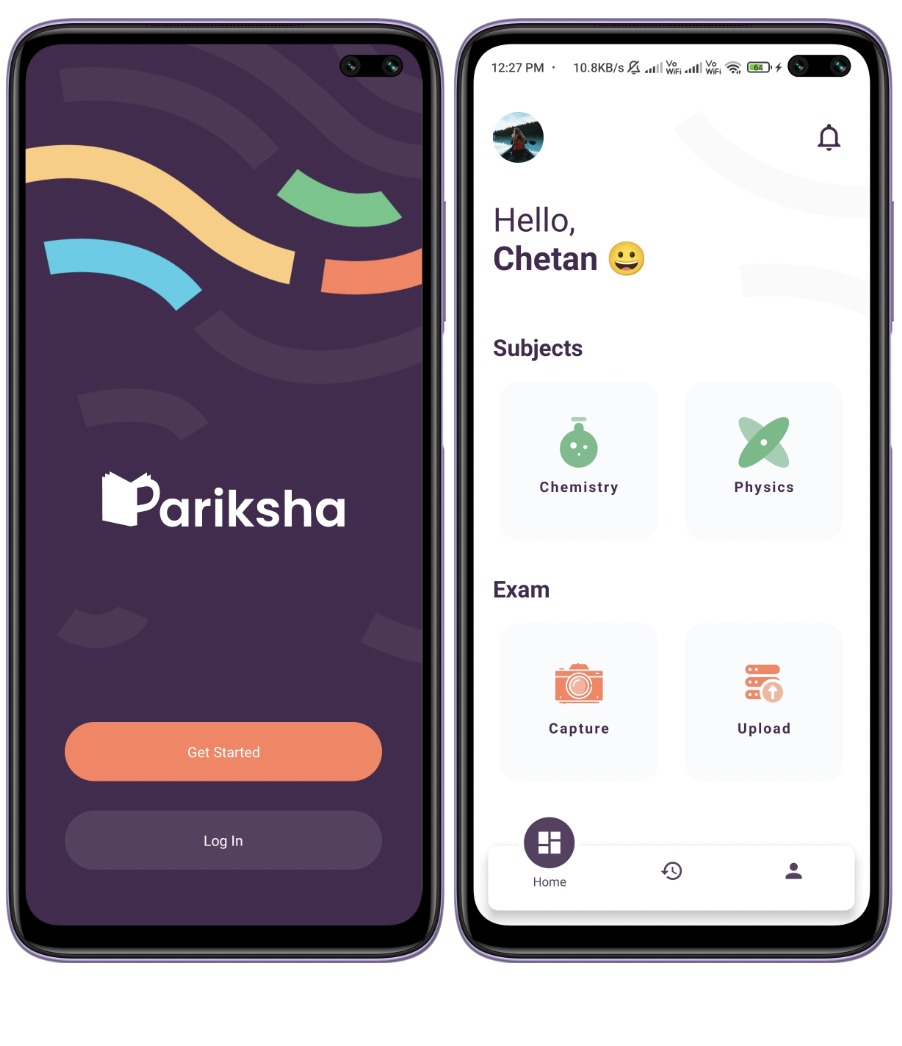 Pariksha
Get Started
Log In
12:27 PM · 10.8KB/s Vo WiFi Vo WiFi 64
Hello,
Chetan 😀
Subjects
Chemistry Physics
Exam
Capture Upload
Home